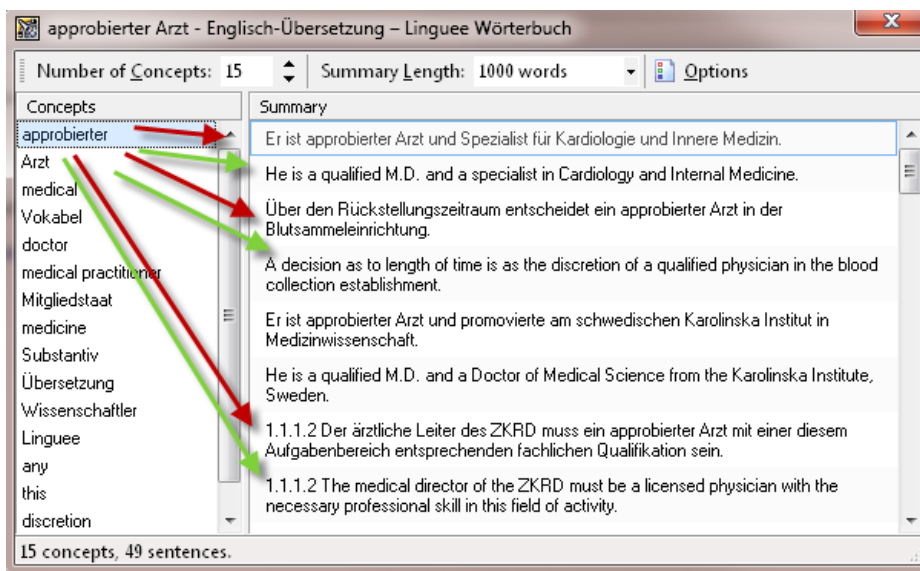 approbierter Arzt - Englisch-Übersetzung – Linguee Wörterbuch
Number of Concepts: 15 Summary Length: 1000 words Options
Concepts
approbierter
Arzt
medical
Vokabel
doctor
medical practitioner
Mitgliedstaat
medicine
Substantiv
Übersetzung
Wissenschaftler
Linguee
any
this
discretion
Summary
Er ist approbierter Arzt und Spezialist für Kardiologie und Innere Medizin.
He is a qualified M.D. and a specialist in Cardiology and Internal Medicine.
Über den Rückstellungszeitraum entscheidet ein approbierter Arzt in der
Blutsammeleinrichtung.
A decision as to length of time is as the discretion of a qualified physician in the blood
collection establishment.
Er ist approbierter Arzt und promovierte am schwedischen Karolinska Institut in
Medizinwissenschaft.
He is a qualified M.D. and a Doctor of Medical Science from the Karolinska Institute,
Sweden.
1.1.1.2 Der ärztliche Leiter des ZKRD muss ein approbierter Arzt mit einer diesem
Aufgabenbereich entsprechenden fachlichen Qualifikation sein.
1.1.1.2 The medical director of the ZKRD must be a licensed physician with the
necessary professional skill in this field of activity.
15 concepts, 49 sentences.